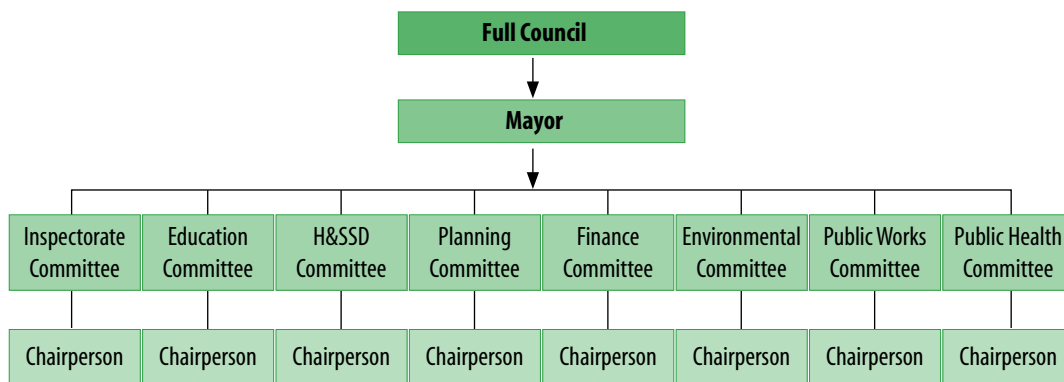 Full Council
Mayor
Inspectorate
Committee
Education
Committee
H&SSD
Committee
Planning
Committee
Finance
Committee
Environmental
Committee
Public Works
Committee
Public Health
Committee
Chairperson
Chairperson
Chairperson
Chairperson
Chairperson
Chairperson
Chairperson
Chairperson